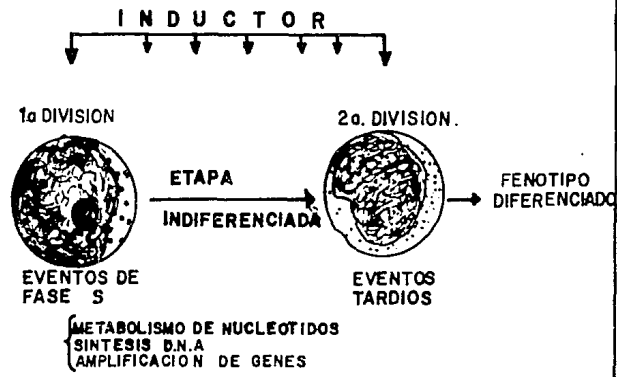 INDUCTOR
1a DIVISION
2a. DIVISION.
ETAPA
INDIFERENCIADA
FENOTIPO
DIFERENCIADO
EVENTOS DE
FASE S
EVENTOS
TARDIOS
METABOLISMO DE NUCLEOTIDOS
SINTESIS D.N.A
AMPLIFICACION DE GENES